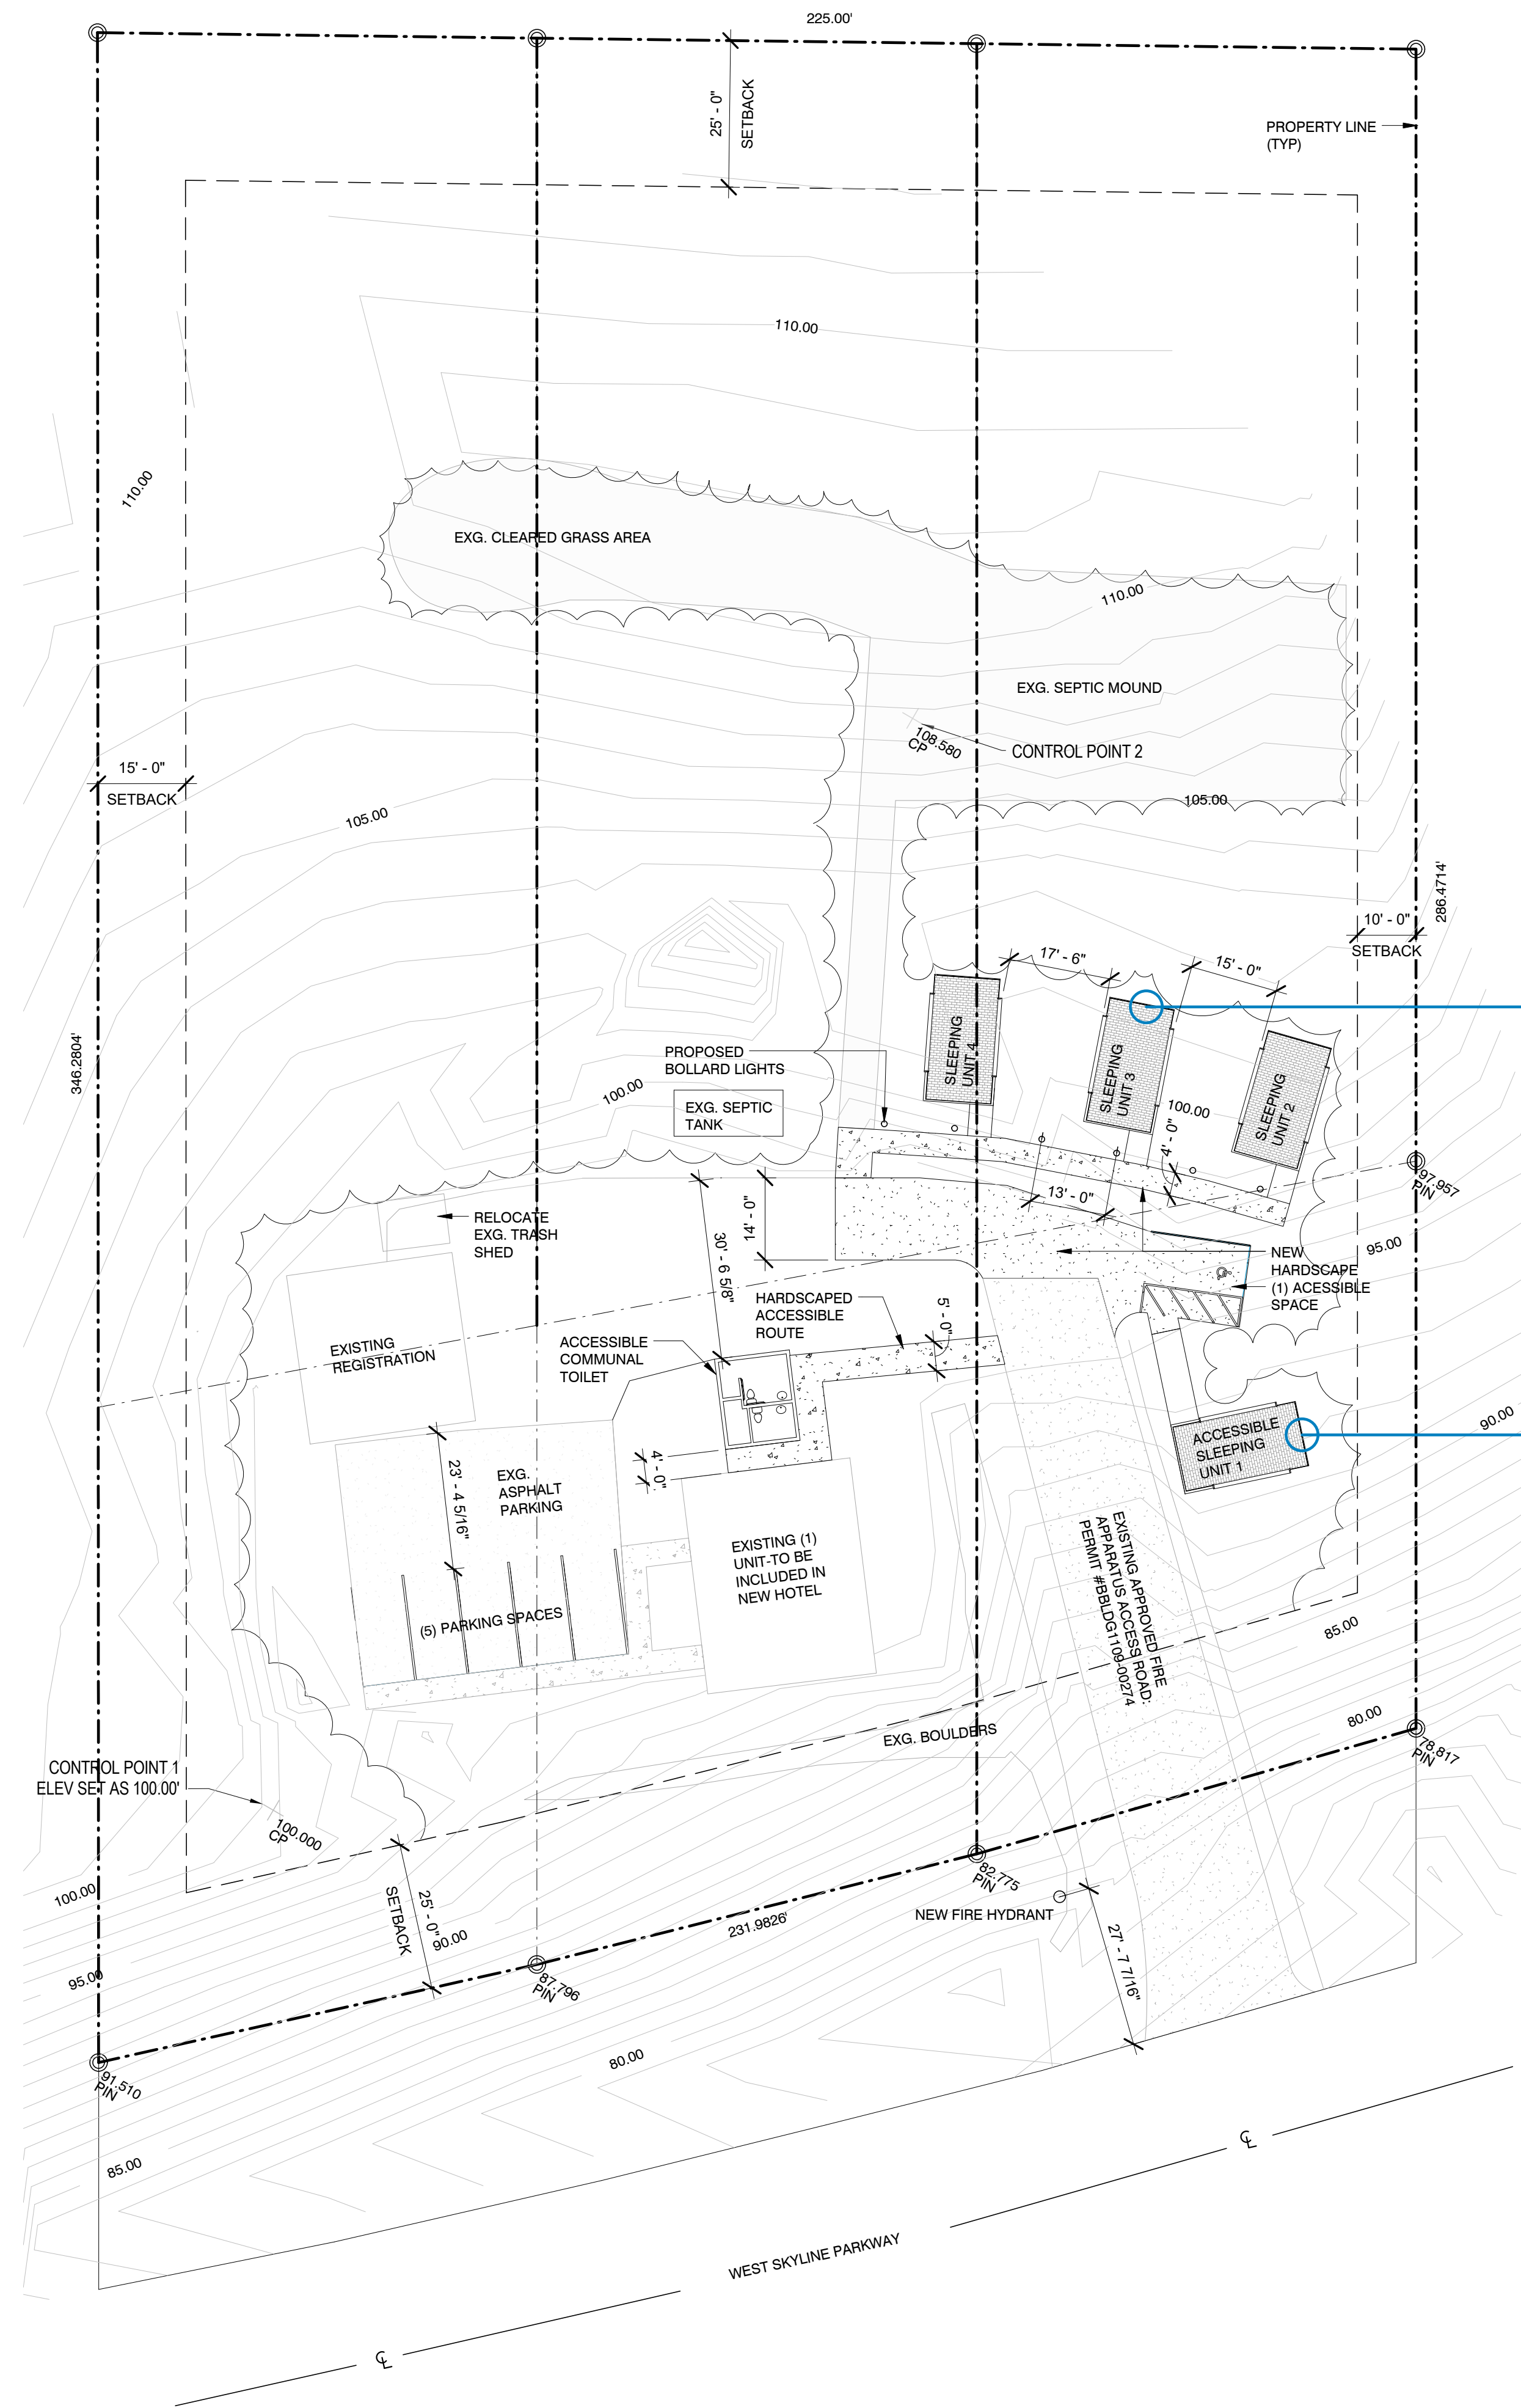 225.00'
25' - 0"
SETBACK
PROPERTY LINE
(TYP)
110.00
110.00
EXG. CLEARED GRASS AREA
110.00
EXG. SEPTIC MOUND
108.580
CP
CONTROL POINT 2
15' - 0"
SETBACK
105.00
105.00
286.4714'
10' - 0"
SETBACK
17' - 6"
15' - 0"
346.2804'
PROPOSED
BOLLARD LIGHTS
SLEEPING
UNIT 4
SLEEPING
UNIT 3
SLEEPING
UNIT 2
100.00
EXG. SEPTIC
TANK
100.00
4' - 0"
97.957
PIN
13' - 0"
RELOCATE
EXG. TRASH
SHED
30' - 6 5/8"
14' - 0"
95.00
NEW
HARDSCAPE
(1) ACESSIBLE
SPACE
HARDSCAPED
ACCESSIBLE
ROUTE
5' - 0"
EXISTING
REGISTRATION
ACCESSIBLE
COMMUNAL
TOILET
90.00
ACCESSIBLE
SLEEPING
UNIT 1
23' - 4 5/16"
EXG.
ASPHALT
PARKING
4' - 0"
EXISTING (1)
UNIT-TO BE
INCLUDED IN
NEW HOTEL
EXISTING APPROVED FIRE
APPARATUS ACCESS ROAD:
PERMIT #BBLDG1109-00274
(5) PARKING SPACES
85.00
80.00
EXG. BOULDERS
78.817
PIN
CONTROL POINT 1
ELEV SET AS 100.00'
100.000
CP
100.00
25' - 0"
SETBACK
90.00
82.775
PIN
NEW FIRE HYDRANT
231.9826'
27' - 7 7/16"
95.00
87.796
PIN
80.00
91.510
PIN
85.00
WEST SKYLINE PARKWAY